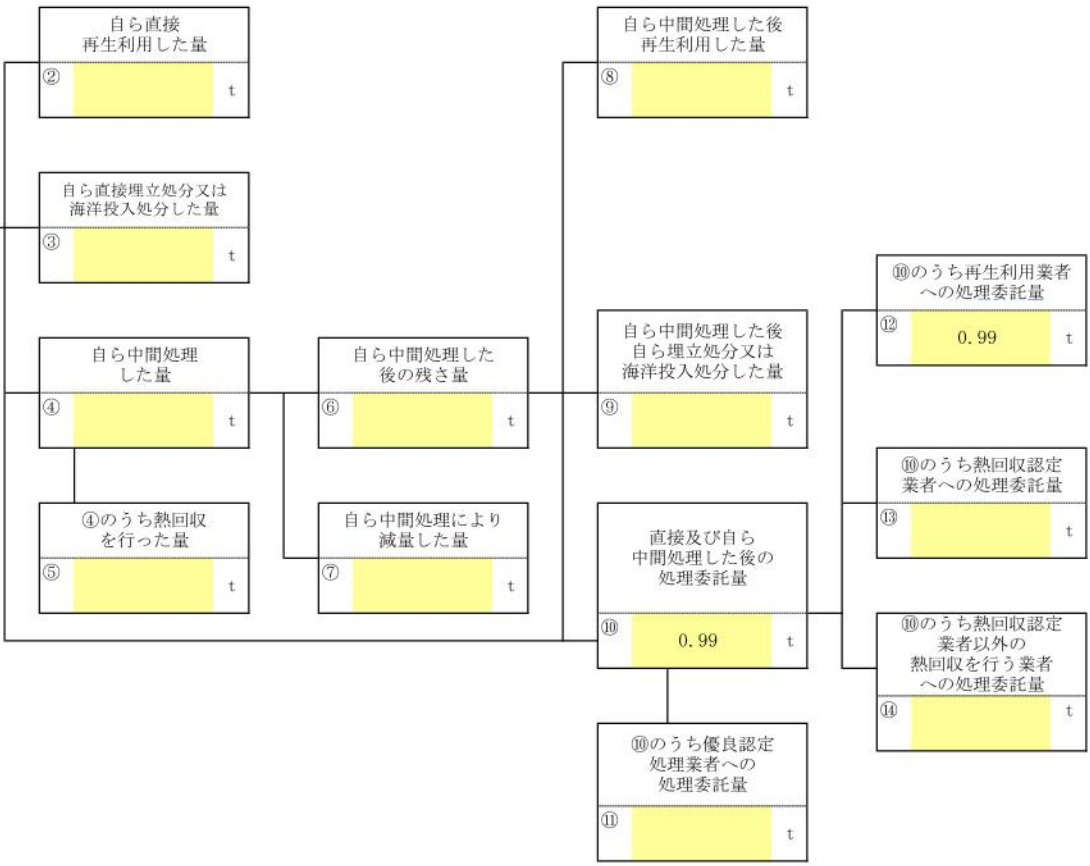 自ら直接
再生利用した量
②
t
自ら中間処理した後
再生利用した量
⑧
t
自ら直接埋立処分又は
海洋投入処分した量
③
t
⑩のうち再生利用業者
への処理委託量
⑫
0.99
t
自ら中間処理
した量
④
t
自ら中間処理した
後の残さ量
⑥
t
自ら中間処理した後
自ら埋立処分又は
海洋投入処分した量
⑨
t
⑩のうち熱回収認定
業者への処理委託量
⑬
t
④のうち熱回収
を行った量
⑤
t
自ら中間処理により
減量した量
⑦
t
直接及び自ら
中間処理した後の
処理委託量
⑩
0.99
t
⑩のうち熱回収認定
業者以外の
熱回収を行う業者
への処理委託量
⑭
t
⑩のうち優良認定
処理業者への
処理委託量
⑪
t